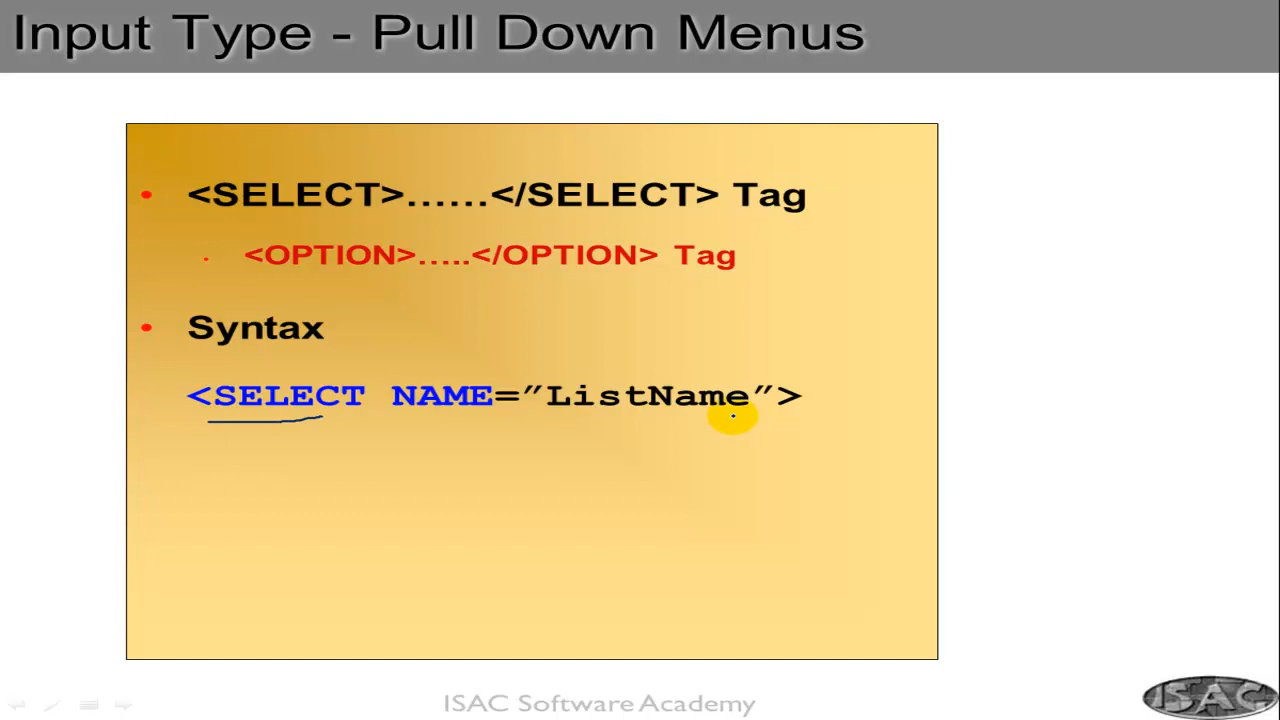 Input Type - Pull Down Menus
• <SELECT>......</SELECT> Tag
• <OPTION>.....</OPTION> Tag
• Syntax
<SELECT NAME=”ListName”>
ISAC Software Academy
ISAC